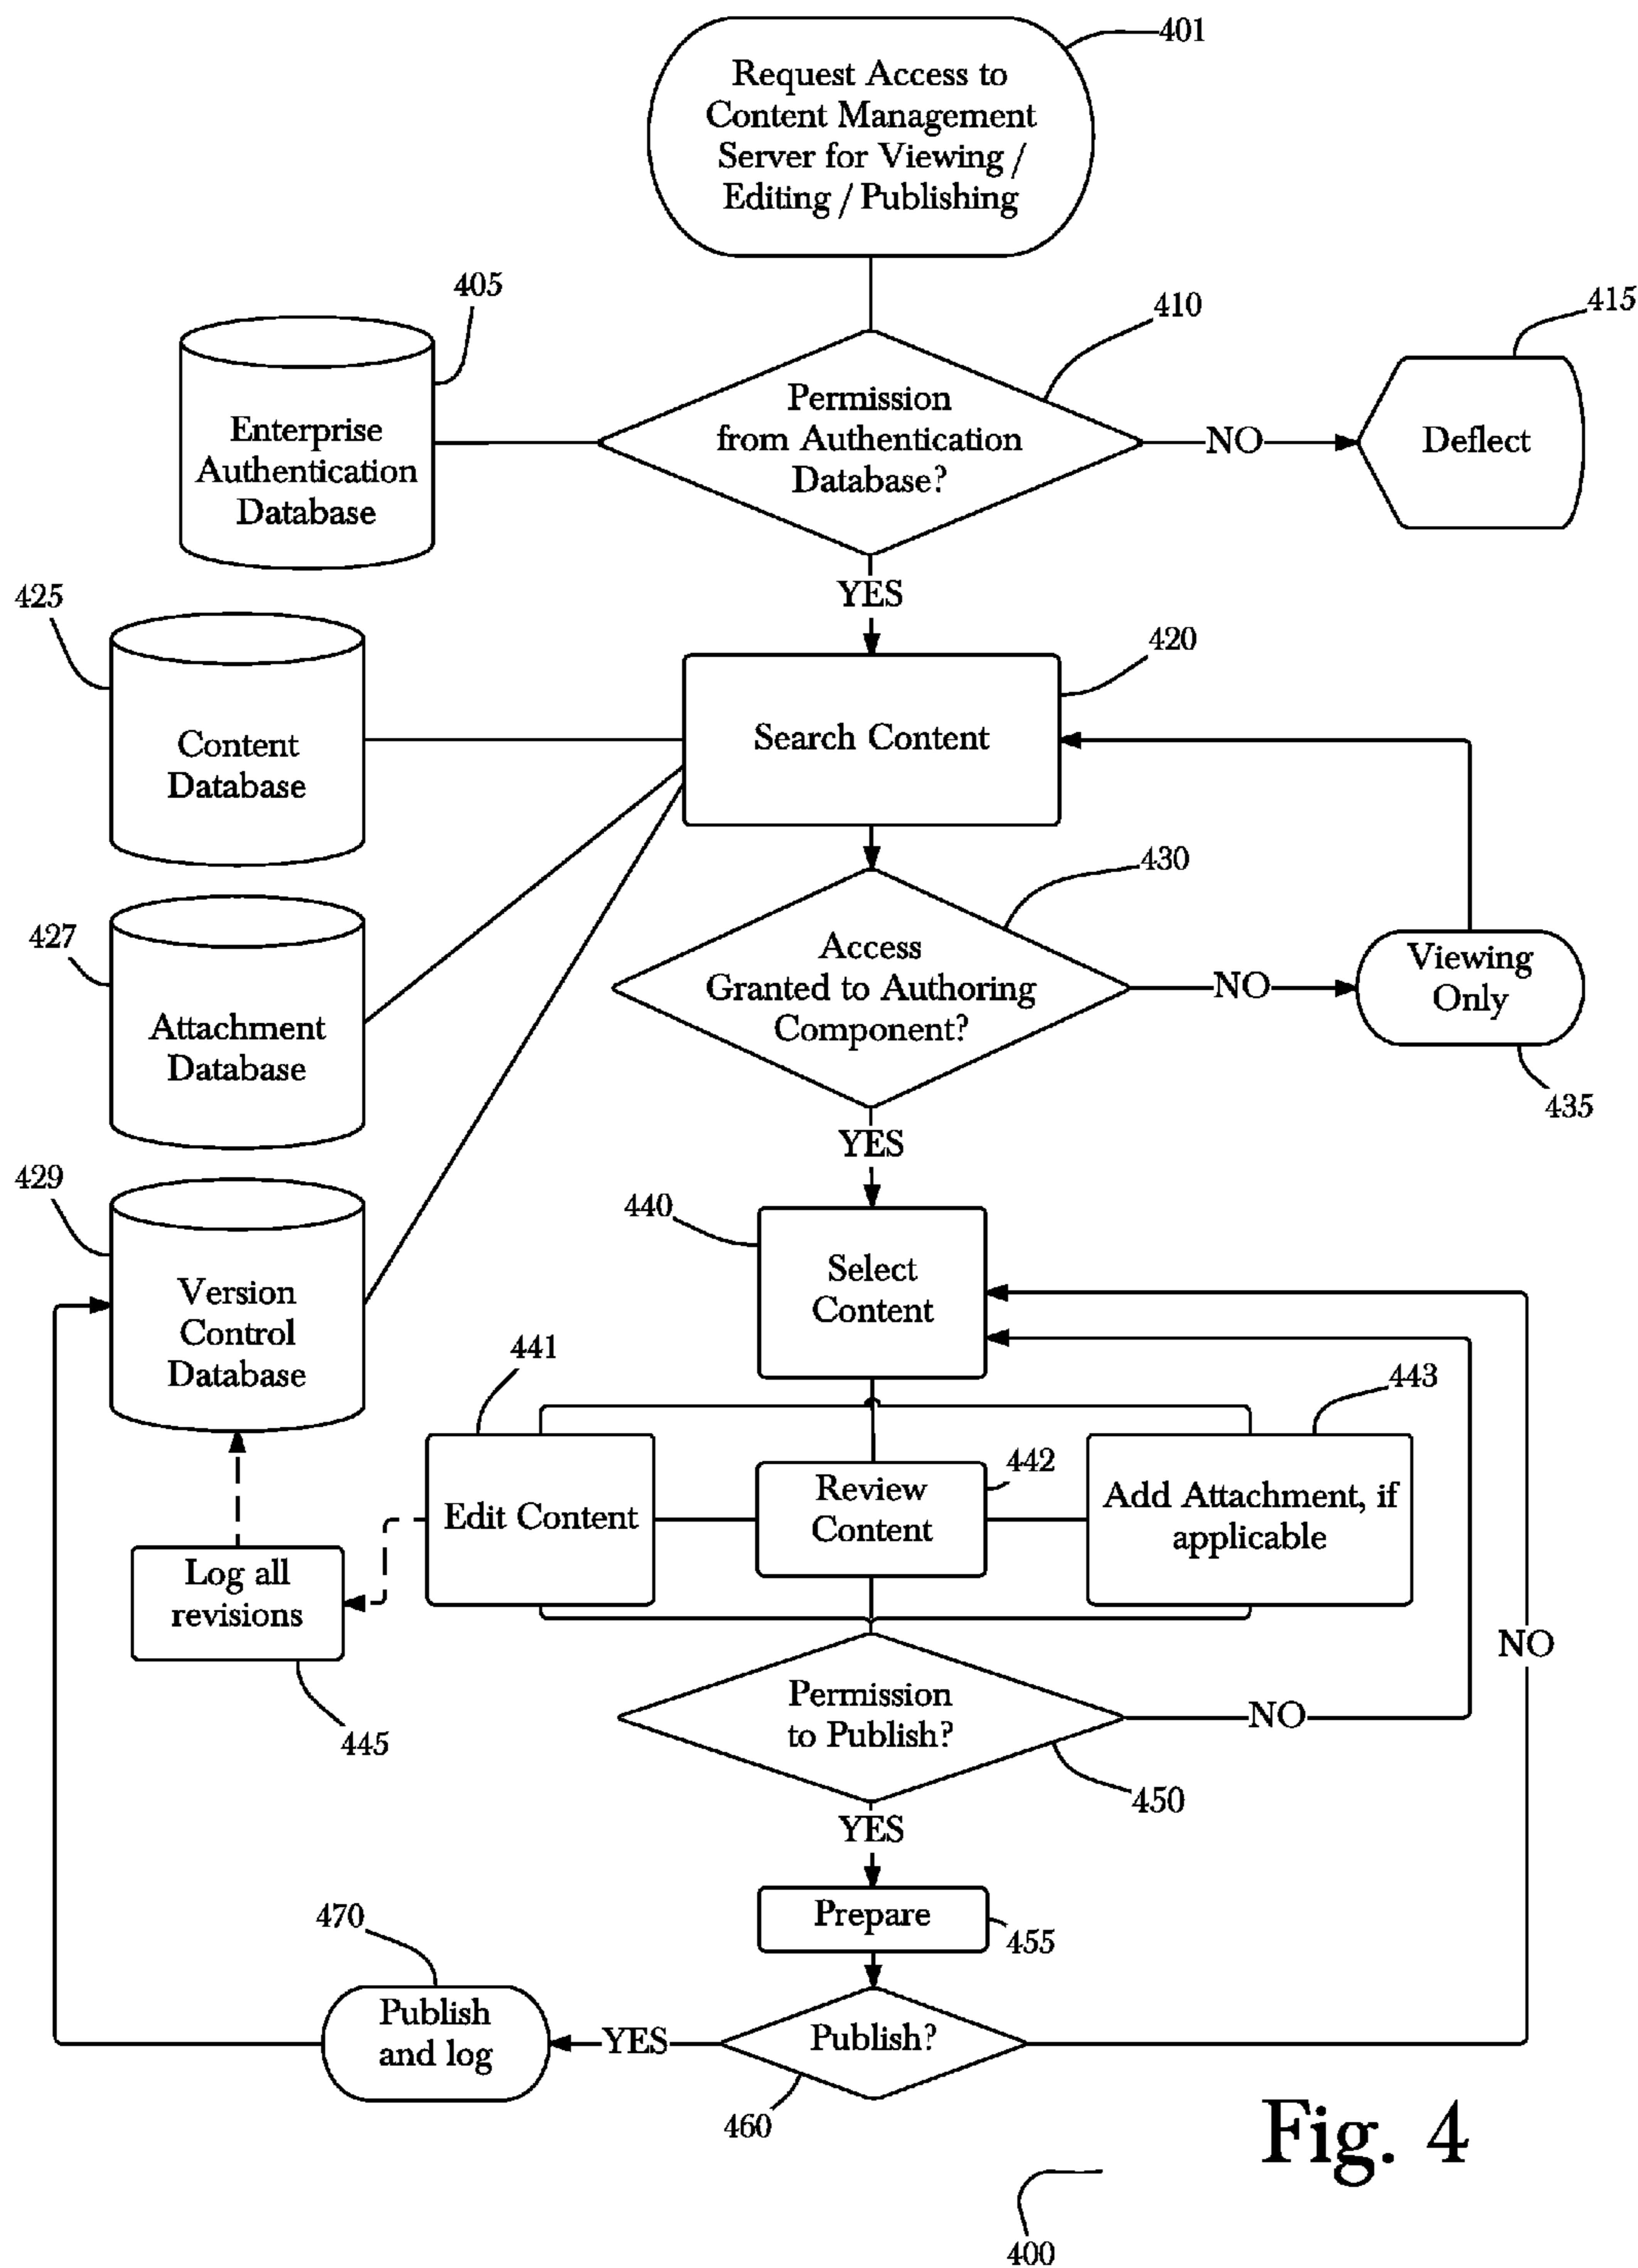 401
Request Access to
Content Management
Server for Viewing /
Editing / Publishing
405
410
415
Enterprise
Authentication
Database
Permission
from Authentication
Database?
NO
Deflect
YES
425
420
Content
Database
Search Content
430
427
Access
Granted to Authoring
Component?
NO
Viewing
Only
Attachment
Database
435
YES
429
440
Select
Content
Version
Control
Database
441
443
442
Edit Content
Review
Content
Add Attachment, if
applicable
Log all
revisions
NO
445
Permission
to Publish?
NO
450
YES
470
Prepare
455
Publish
and log
YES
Publish?
460
Fig. 4
400